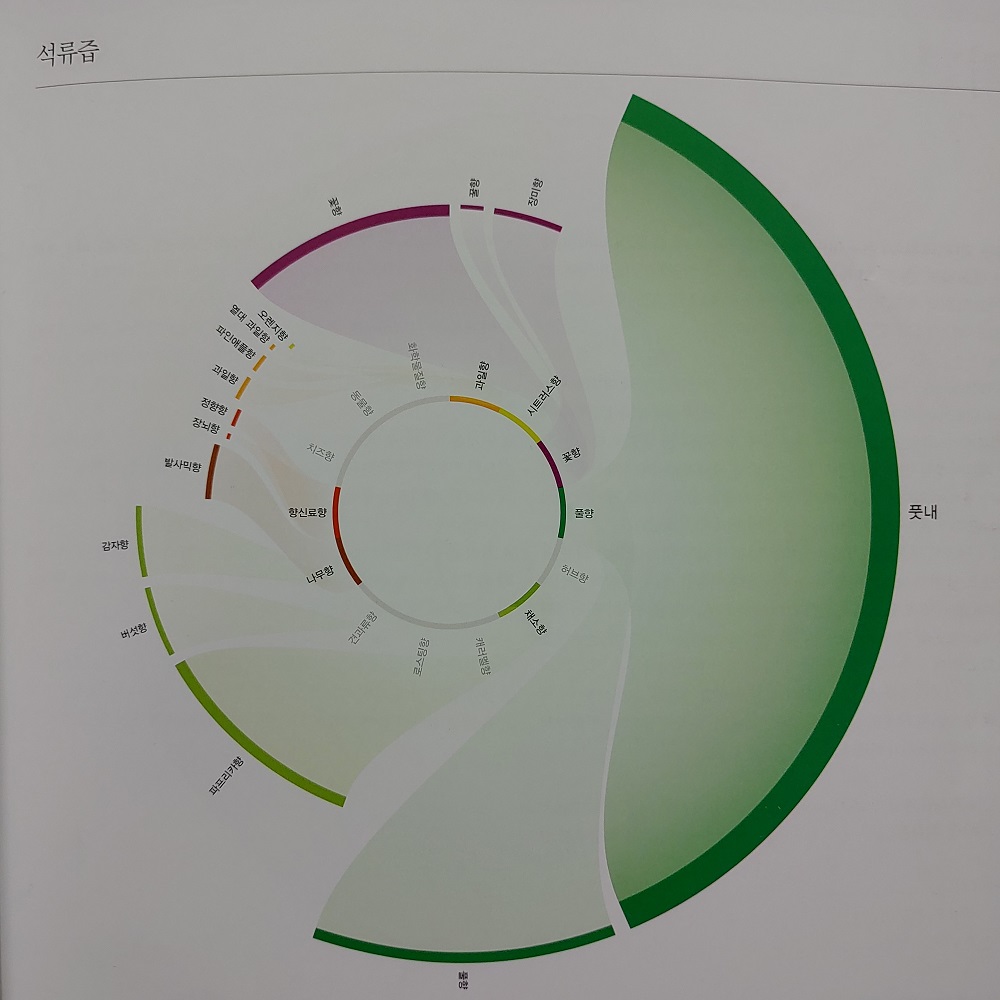 석류즙
꽃향
꿀향
장미향
오렌지향
열대 과일향
파인애플향
과일향
정향향
장뇌향
발사믹향
감자향
버섯향
파프리카향
풀향
풋내
화학물질향
과일향
시트러스향
꽃향
풀향
허브향
채소향
캐러멜향
로스팅향
견과류향
나무향
향신료향
치즈향
동물향